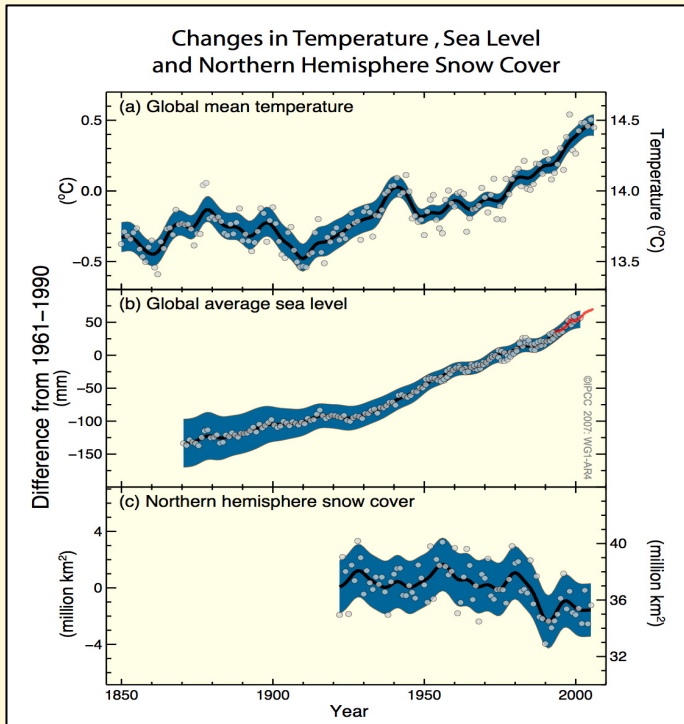 Changes in Temperature , Sea Level
and Northern Hemisphere Snow Cover
(a) Global mean temperature
0.5
0.0
−0.5
(ºC)
14.5
14.0
13.5
Temperature (ºC)
(b) Global average sea level
50
0
−50
−100
−150
Difference from 1961−1990
(mm)
©IPCC 2007: WG1-AR4
(c) Northern hemisphere snow cover
4
0
−4
(million km²)
40
36
32
(million km²)
1850
1900
1950
2000
Year